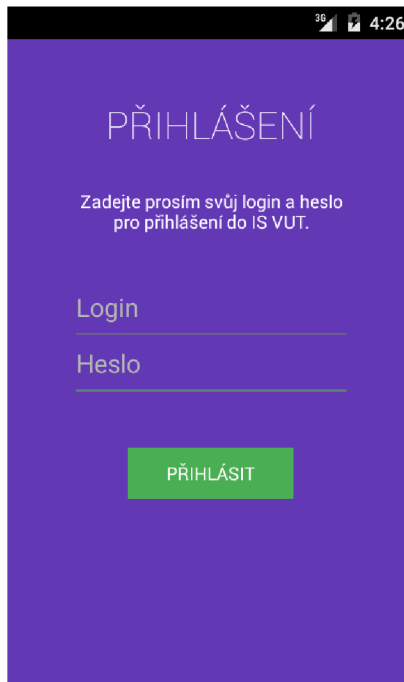 3G 4:26
PŘIHLÁŠENÍ
Zadejte prosím svůj login a heslo
pro přihlášení do IS VUT.
Login
Heslo
PŘIHLÁSIT